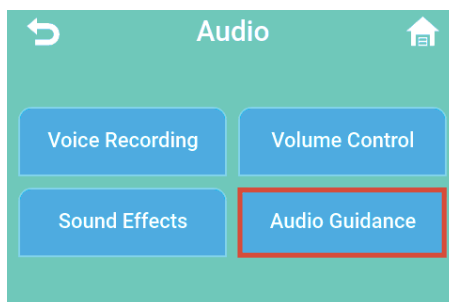 Audio
Voice Recording
Volume Control
Sound Effects
Audio Guidance